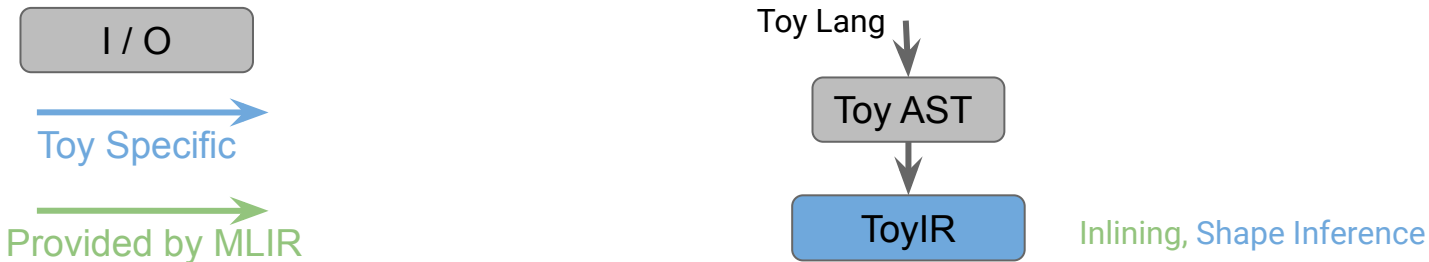 I / O
Toy Specific
Provided by MLIR
Toy Lang
Toy AST
ToyIR
Inlining, Shape Inference